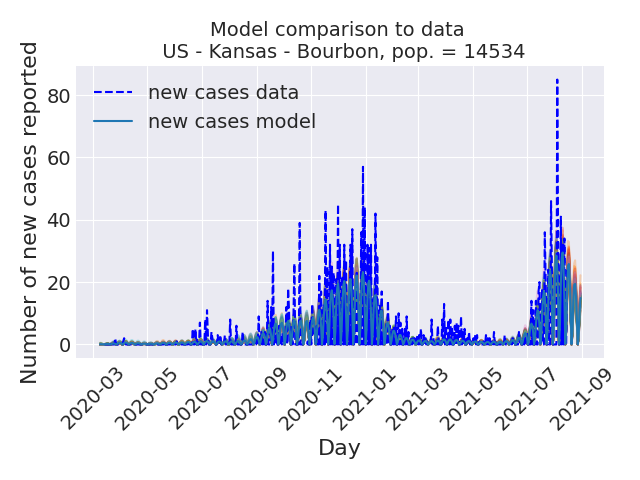 Model comparison to data
US - Kansas - Bourbon, pop. = 14534
Number of new cases reported
80
60
40
20
0
new cases data
new cases model
2020-03
2020-05
2020-07
2020-09
2020-11
2021-01
2021-03
2021-05
2021-07
2021-09
Day